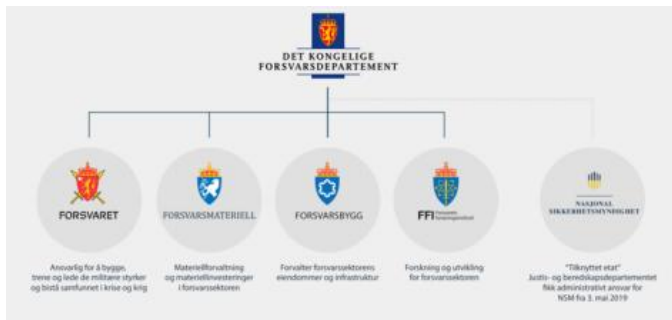 DET KONGELIGE
FORSVARSDEPARTEMENT
FORSVARET
Ansvarlig for å bygge,
trene og lede de militære styrker
og bistå samfunnet i krise og krig
FORSVARSMATERIELL
Materiellforvaltning
og materiellinvesteringer
i forsvarssektoren
FORSVARSBYGG
Forvalter forsvarssektorens
eiendommer og infrastruktur
FFI Forsvarets
forskningsinstitutt
Forskning og utvikling
for forsvarssektoren
NASJONAL
SIKKERHETSMYNDIGHET
"Tilknyttet etat"
Justis- og beredskapsdepartementet
fikk administrativt ansvar for
NSM fra 3. mai 2019